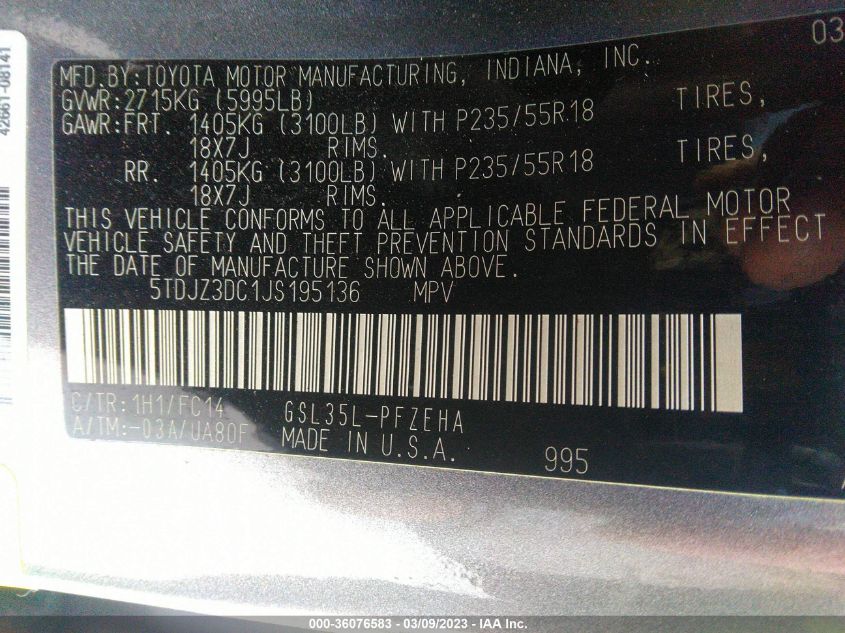 42661-08141
03
MFD.BY:TOYOTA MOTOR MANUFACTURING, INDIANA, INC.
GVWR:2715KG (5995LB)
GAWR:FRT. 1405KG (3100LB) WITH P235/55R18 TIRES,
18X7J RIMS.
RR. 1405KG (3100LB) WITH P235/55R18 TIRES,
18X7J RIMS.
THIS VEHICLE CONFORMS TO ALL APPLICABLE FEDERAL MOTOR
VEHICLE SAFETY AND THEFT PREVENTION STANDARDS IN EFFECT
THE DATE OF MANUFACTURE SHOWN ABOVE.
5TDJZ3DC1JS195136 MPV
C/TR:1H1/FC14 GSL35L-PFZEHA
A/TM:-03A/UA80F MADE IN U.S.A. 995
000-36076583 - 03/09/2023 - IAA Inc.